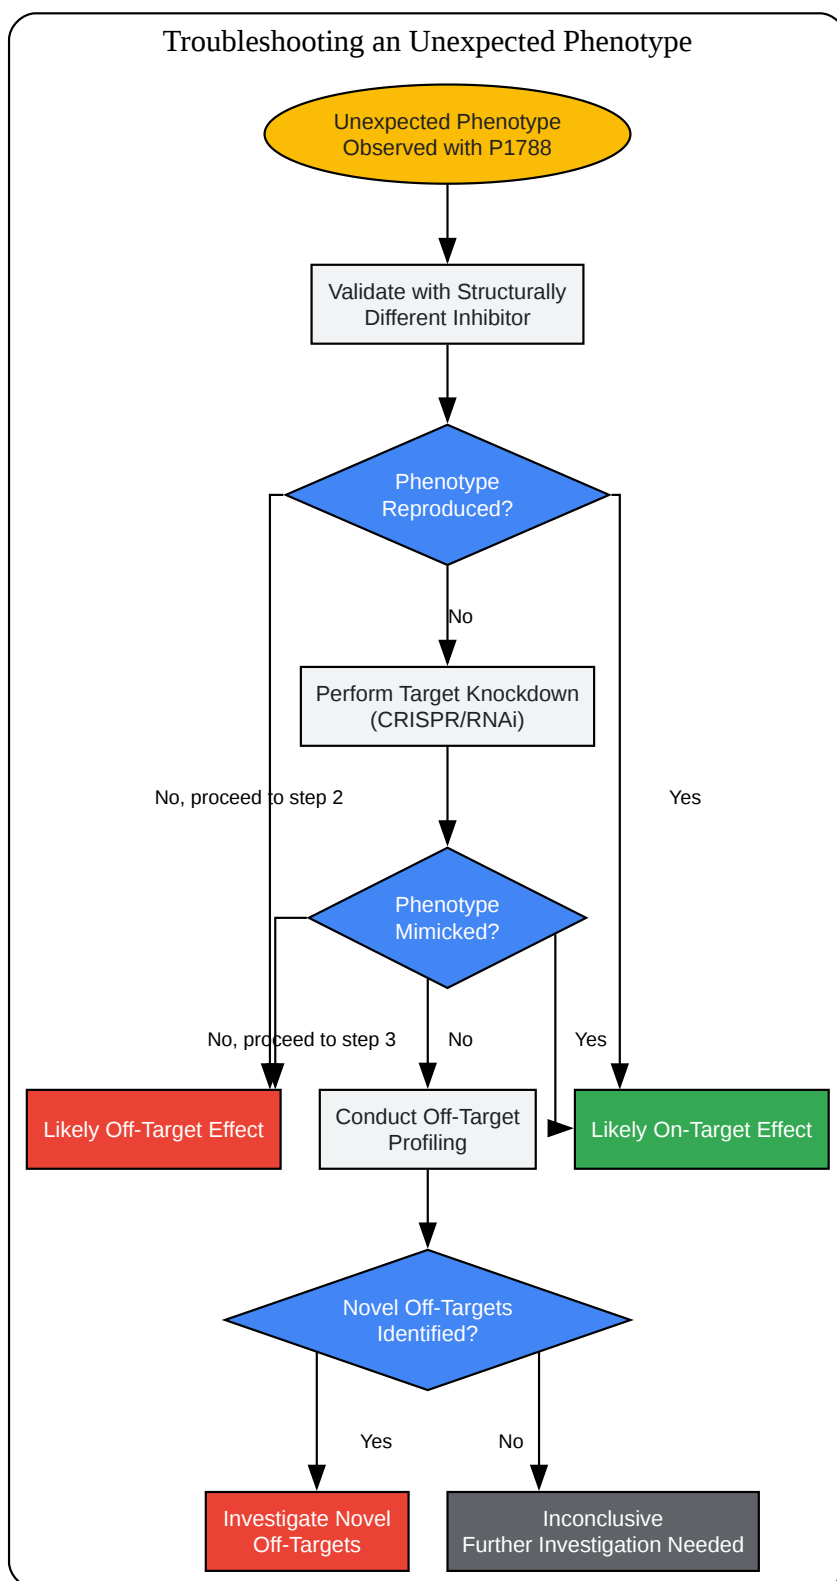 Troubleshooting an Unexpected Phenotype
Unexpected Phenotype
Observed with P1788
Validate with Structurally
Different Inhibitor
Phenotype
Reproduced?
No
Perform Target Knockdown
(CRISPR/RNAi)
No, proceed to step 2
Yes
Phenotype
Mimicked?
No, proceed to step 3
No
Yes
Likely Off-Target Effect
Conduct Off-Target
Profiling
Likely On-Target Effect
Novel Off-Targets
Identified?
Yes
No
Investigate Novel
Off-Targets
Inconclusive
Further Investigation Needed